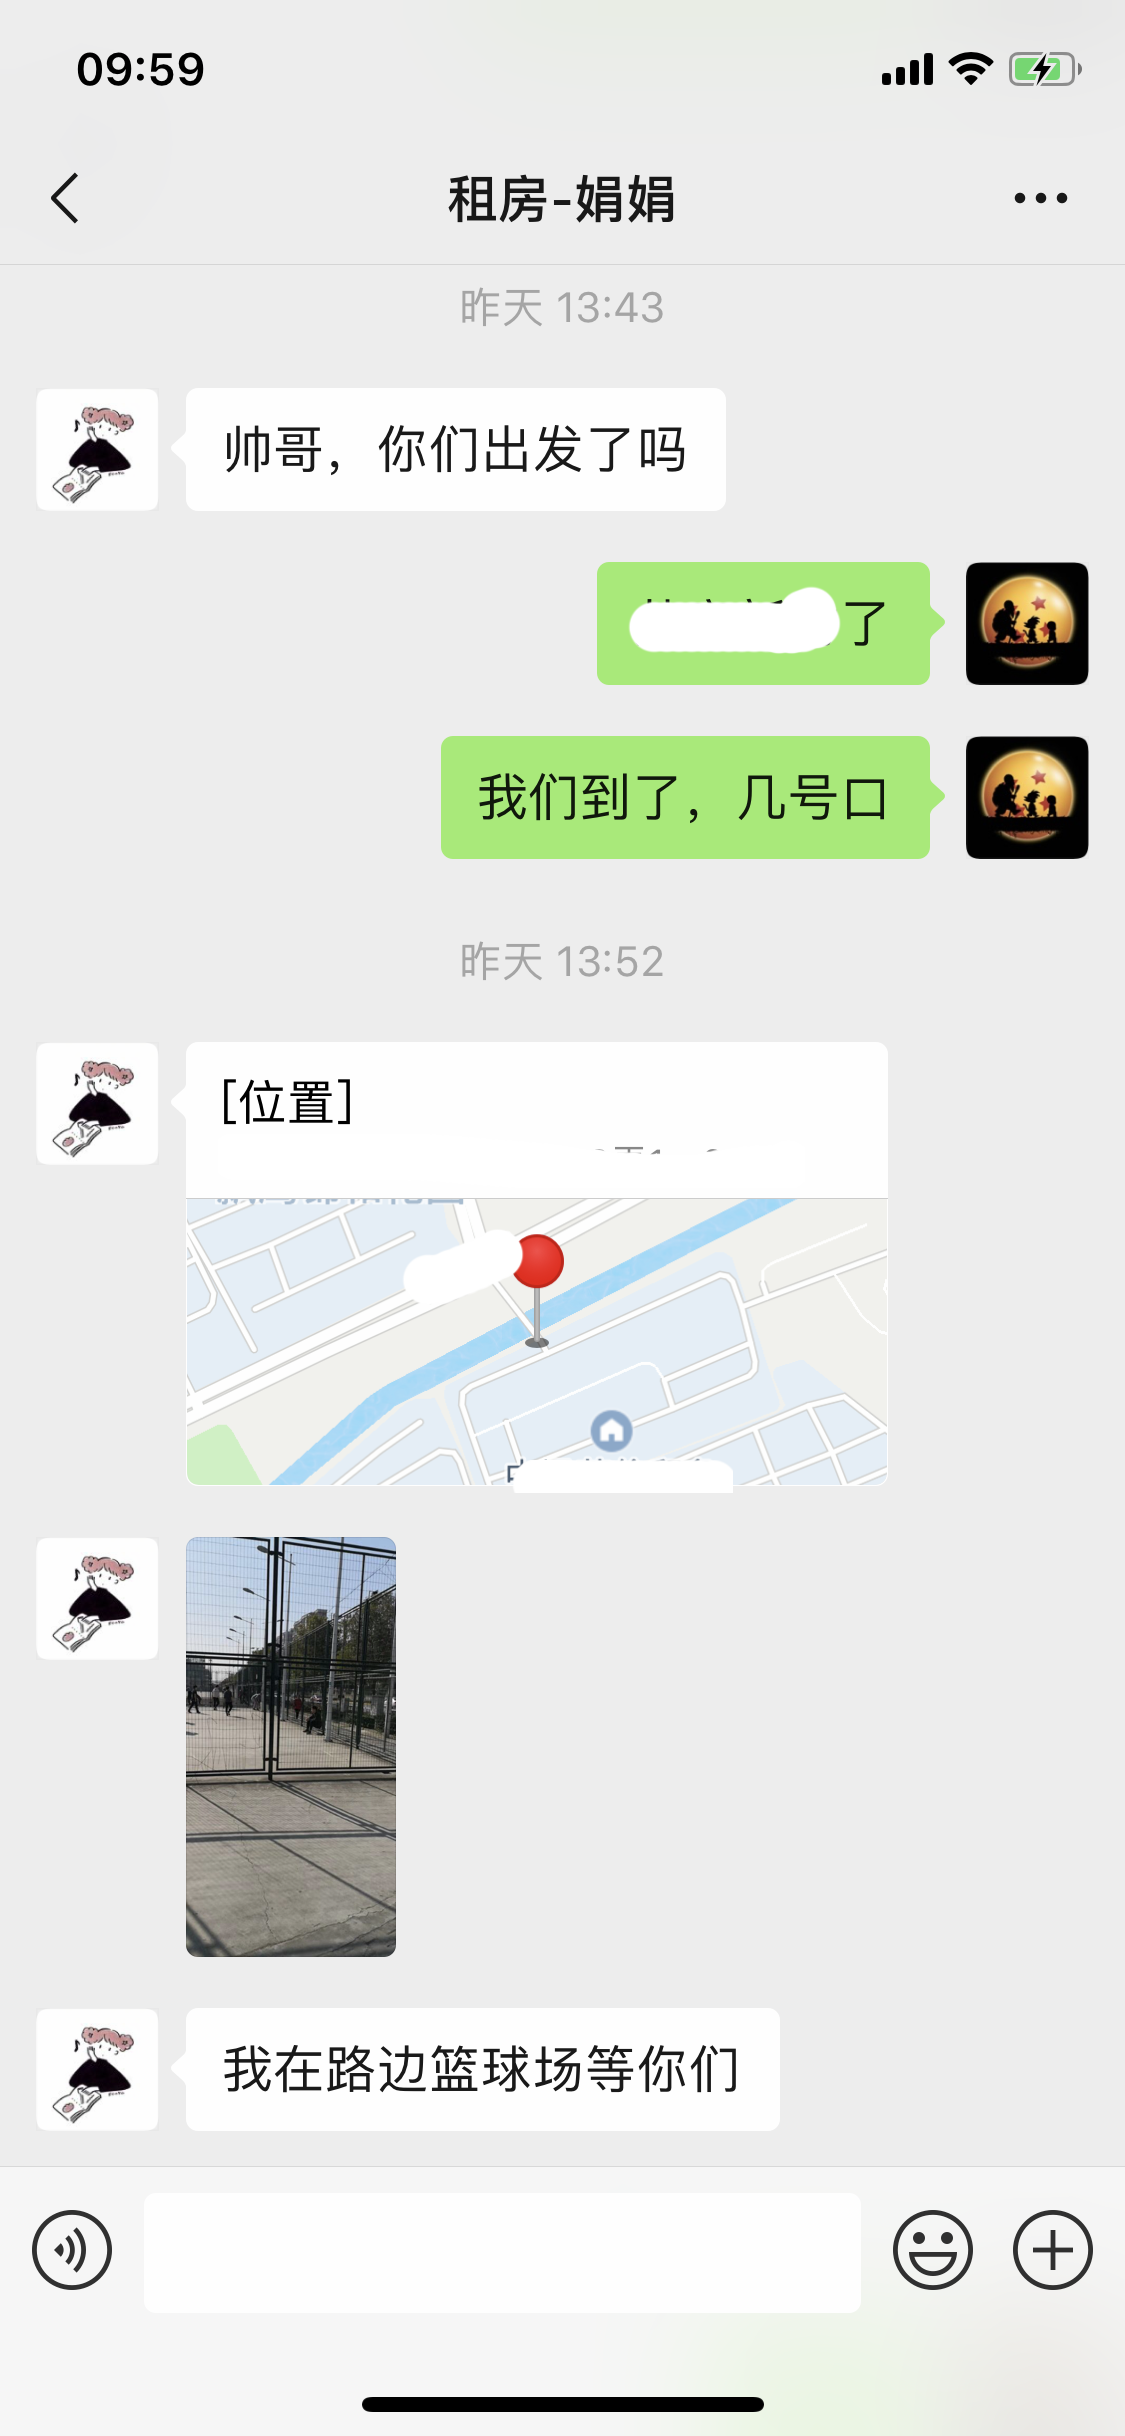 09:59
租房-娟娟
昨天 13:43
帅哥，你们出发了吗
了
我们到了，几号口
昨天 13:52
[位置]
我在路边篮球场等你们